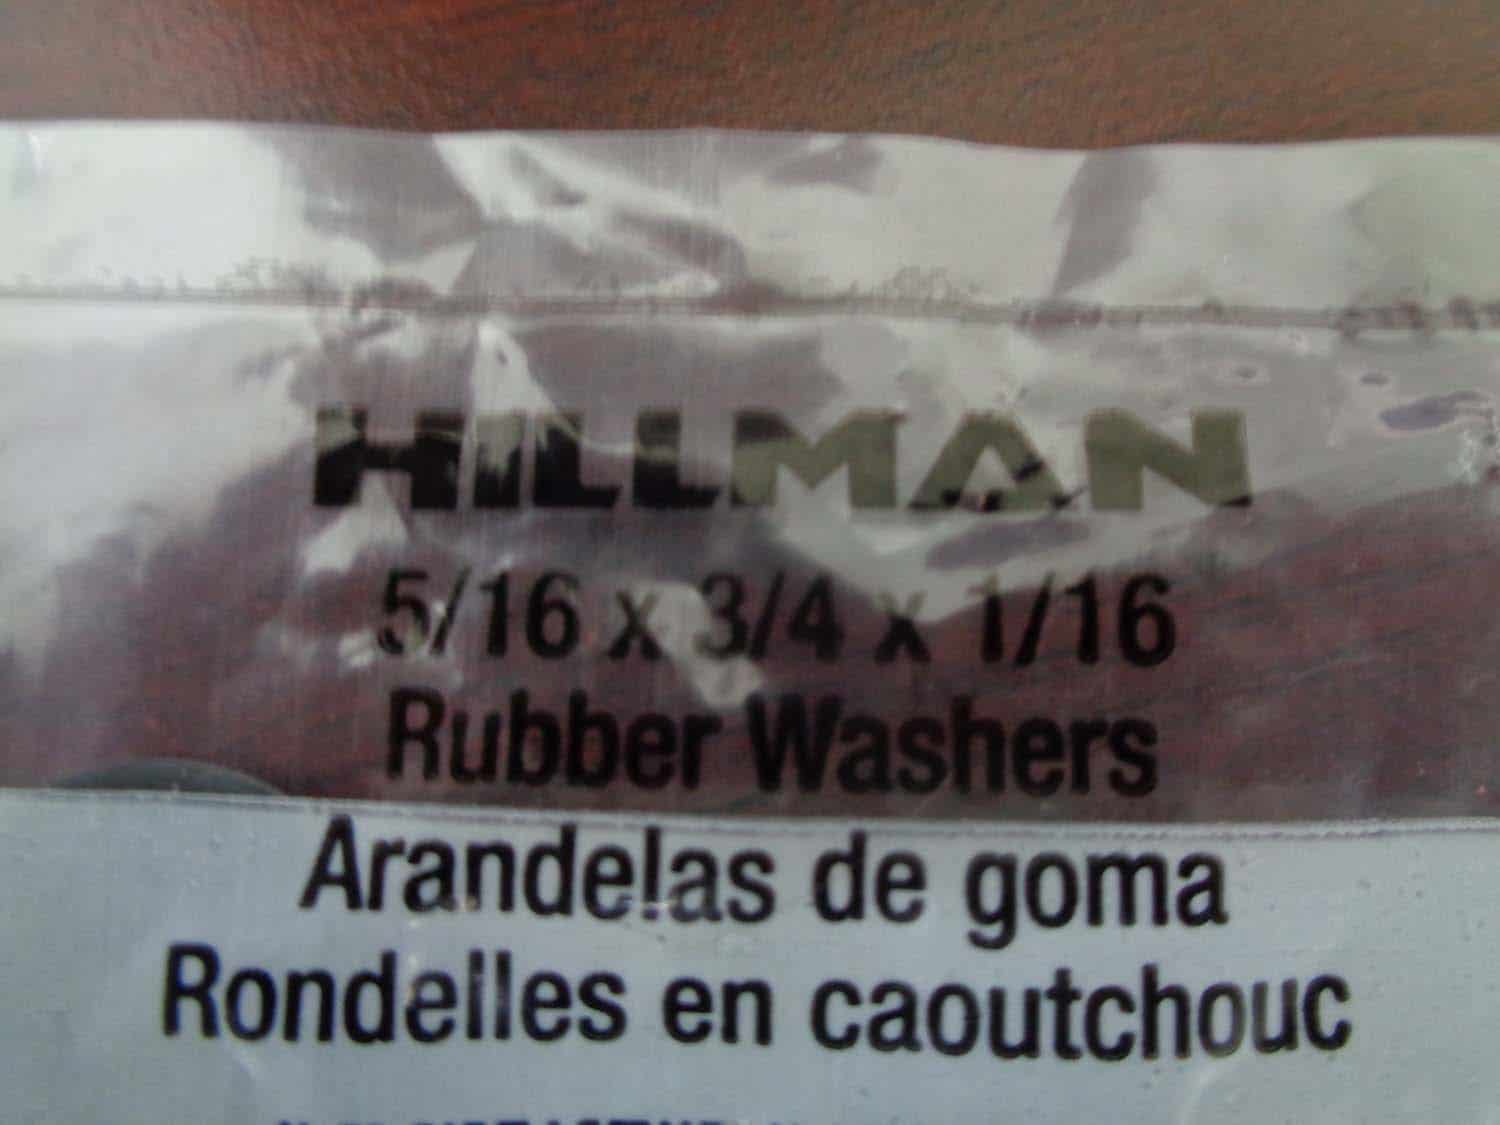 HILLMAN
5/16 x 3/4 x 1/16
Rubber Washers
Arandelas de goma
Rondelles en caoutchouc